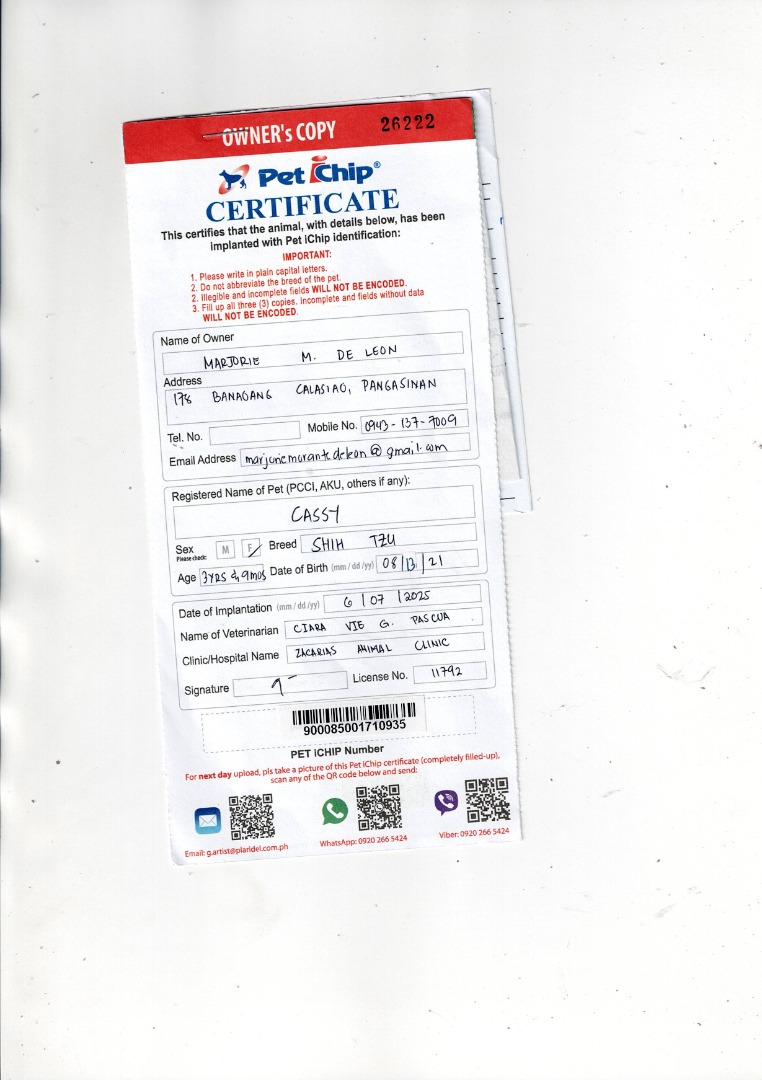 OWNER's COPY 26222
Pet iChip®
CERTIFICATE
This certifies that the animal, with details below, has been
implanted with Pet iChip identification:
IMPORTANT:
1. Please write in plain capital letters.
2. Do not abbreviate the breed of the pet.
2. Illegible and incomplete fields WILL NOT BE ENCODED.
3. Fill up all three (3) copies. Incomplete and fields without data
WILL NOT BE ENCODED.
Name of Owner
MARJORIE M. DE LEON
Address
178 BANAOANG CALASIAO, PANGASINAN
Tel. No. Mobile No. 0943-137-7009
Email Address marjoriemorantedeleon@gmail.com
Registered Name of Pet (PCCI, AKU, others if any):
CASSY
Sex M F Breed SHIH TZU
Please check:
Age 3YRS & 9MOS Date of Birth (mm/dd/yy) 08/13/21
Date of Implantation (mm/dd/yy) 6/07/2025
Name of Veterinarian CIARA VIE G. PASCUA
Clinic/Hospital Name ZACARIAS ANIMAL CLINIC
Signature License No. 11792
900085001710935
PET iCHIP Number
For next day upload, pls take a picture of this Pet iChip certificate (completely filled-up),
scan any of the QR code below and send:
Email: g.artist@plaridel.com.ph WhatsApp: 0920 266 5424 Viber: 0920 266 5424